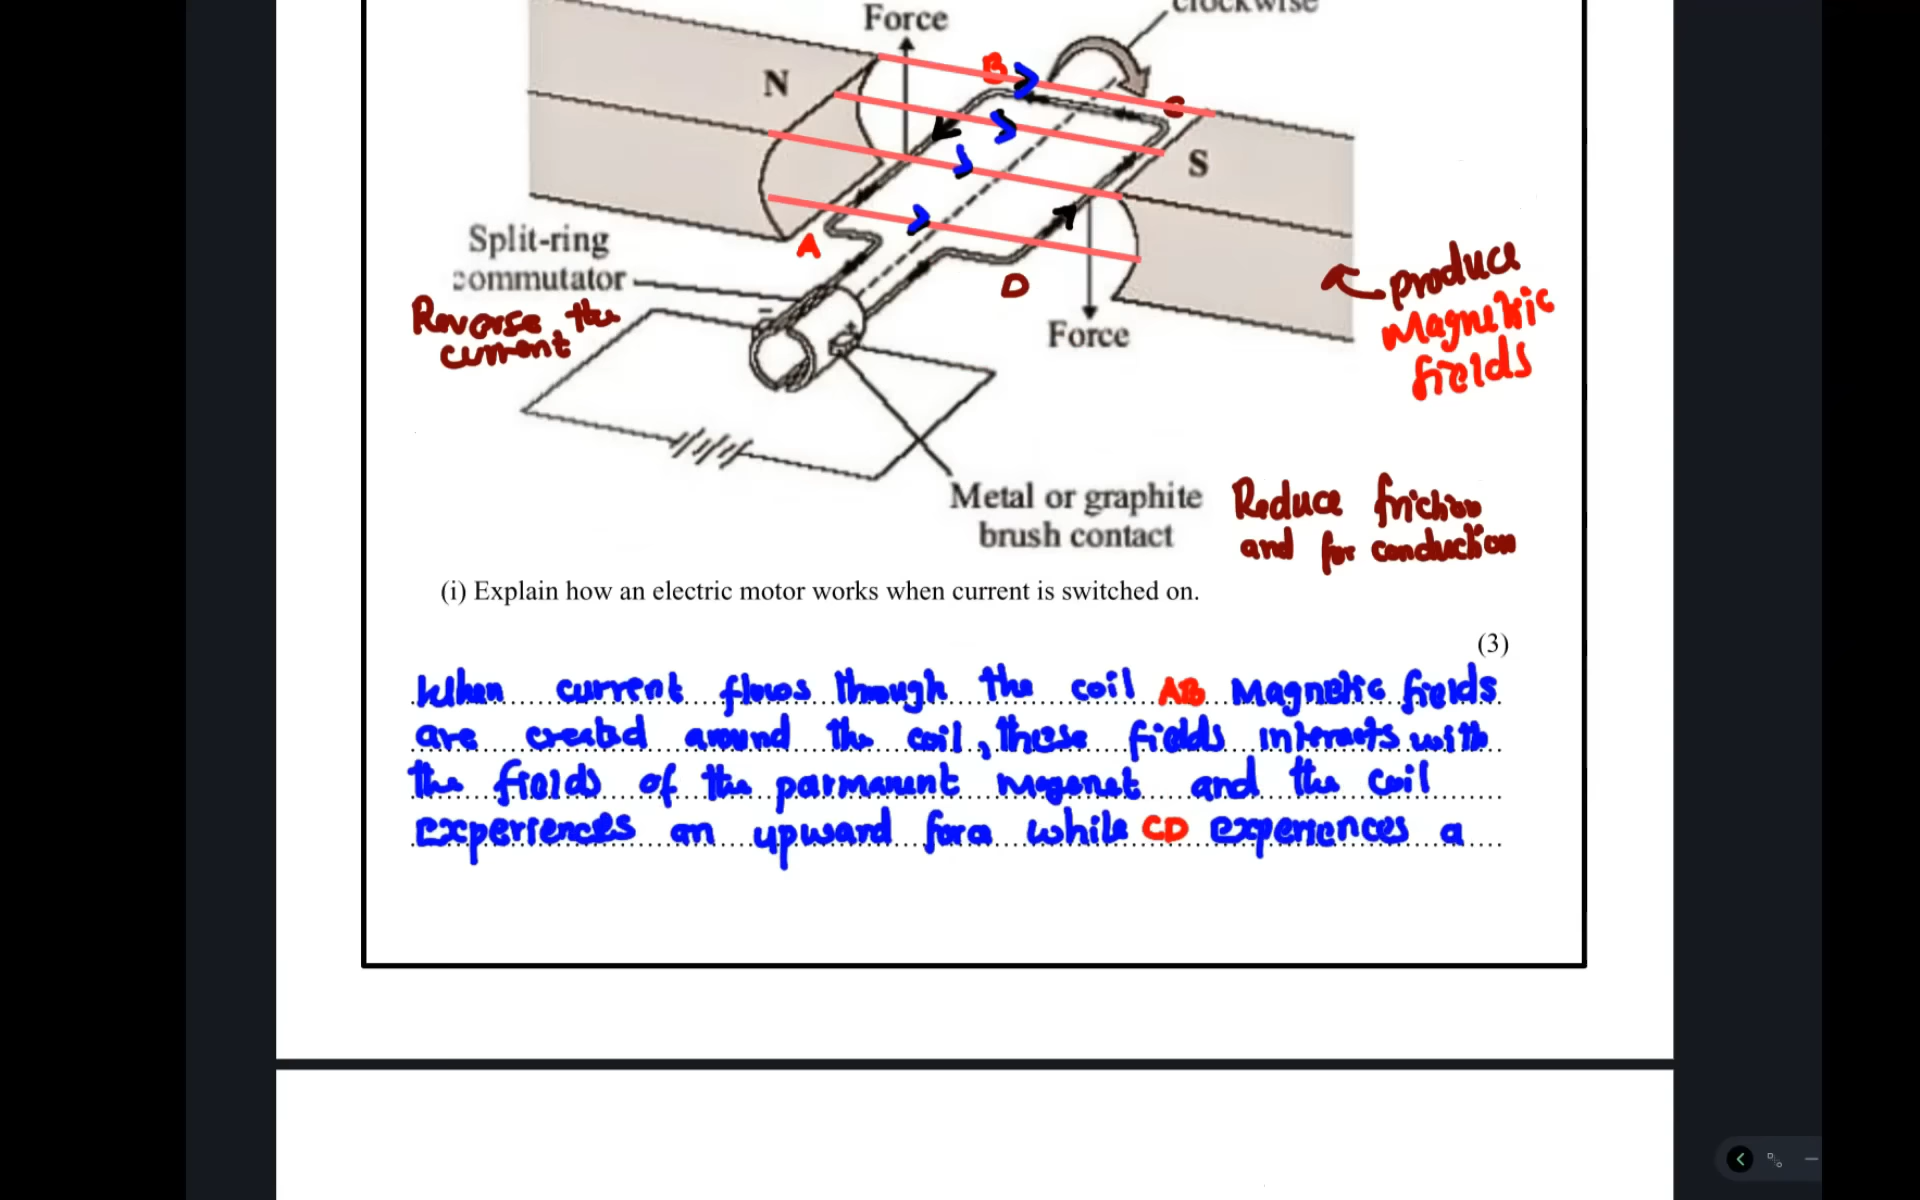 Force
clockwise
B
N
C
S
Split-ring
commutator
A
Reverse the
current
D
Force
produce
Magnetic
fields
Metal or graphite
brush contact
Reduce friction
and for conduction
(i) Explain how an electric motor works when current is switched on.
(3)
When current flows through the coil AB Magnetic fields
are created around the coil, these fields interacts with
the fields of the parmanent Magenet and the coil
experiences an upward force while CD experiences a